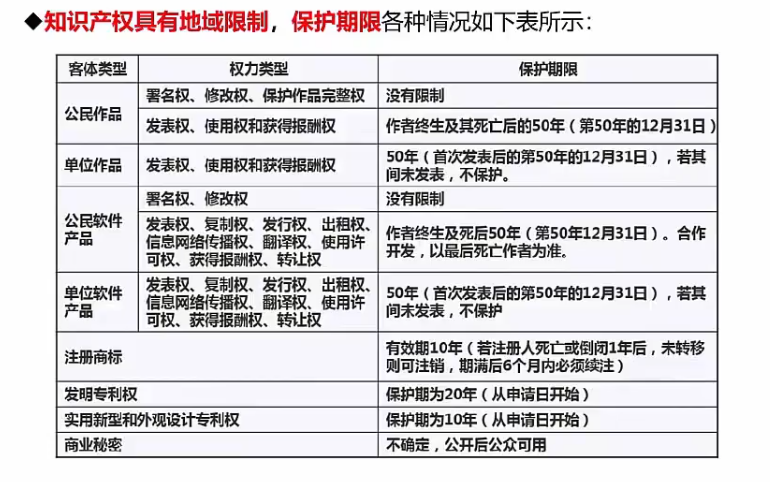 ◆知识产权具有地域限制，保护期限各种情况如下表所示：
客体类型 权力类型 保护期限
公民作品
署名权、修改权、保护作品完整权 没有限制
发表权、使用权和获得报酬权 作者终生及其死亡后的50年（第50年的12月31日）
单位作品 发表权、使用权和获得报酬权
50年（首次发表后的第50年的12月31日），若其
间未发表，不保护。
公民软件
产品
署名权、修改权 没有限制
发表权、复制权、发行权、出租权、
信息网络传播权、翻译权、使用许
可权、获得报酬权、转让权
作者终生及死后50年（第50年12月31日）。合作
开发，以最后死亡作者为准。
单位软件
产品
发表权、复制权、发行权、出租权、
信息网络传播权、翻译权、使用许
可权、获得报酬权、转让权
50年（首次发表后的第50年的12月31日），若其
间未发表，不保护
注册商标
有效期10年（若注册人死亡或倒闭1年后，未转移
则可注销，期满后6个月内必须续注）
发明专利权 保护期为20年（从申请日开始）
实用新型和外观设计专利权 保护期为10年（从申请日开始）
商业秘密 不确定，公开后公众可用